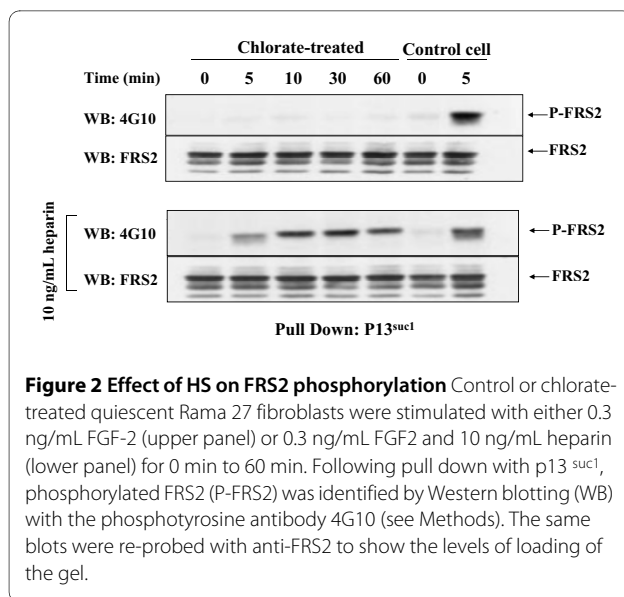 Chlorate-treated Control cell
Time (min) 0 5 10 30 60 0 5
WB: 4G10 ←P-FRS2
WB: FRS2 ←FRS2
10 ng/mL heparin
WB: 4G10 ←P-FRS2
WB: FRS2 ←FRS2
Pull Down: P13suc1
Figure 2 Effect of HS on FRS2 phosphorylation Control or chlorate-
treated quiescent Rama 27 fibroblasts were stimulated with either 0.3
ng/mL FGF-2 (upper panel) or 0.3 ng/mL FGF2 and 10 ng/mL heparin
(lower panel) for 0 min to 60 min. Following pull down with p13 suc1,
phosphorylated FRS2 (P-FRS2) was identified by Western blotting (WB)
with the phosphotyrosine antibody 4G10 (see Methods). The same
blots were re-probed with anti-FRS2 to show the levels of loading of
the gel.